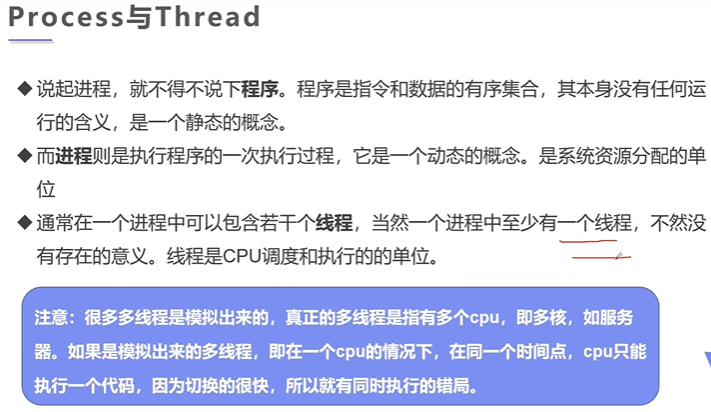 Process与Thread
◆说起进程，就不得不说下程序。程序是指令和数据的有序集合，其本身没有任何运
行的含义，是一个静态的概念。
◆而进程则是执行程序的一次执行过程，它是一个动态的概念。是系统资源分配的单
位
◆通常在一个进程中可以包含若干个线程，当然一个进程中至少有一个线程，不然没
有存在的意义。线程是CPU调度和执行的的单位。
注意：很多多线程是模拟出来的，真正的多线程是指有多个cpu，即多核，如服务
器。如果是模拟出来的多线程，即在一个cpu的情况下，在同一个时间点，cpu只能
执行一个代码，因为切换的很快，所以就有同时执行的错局。